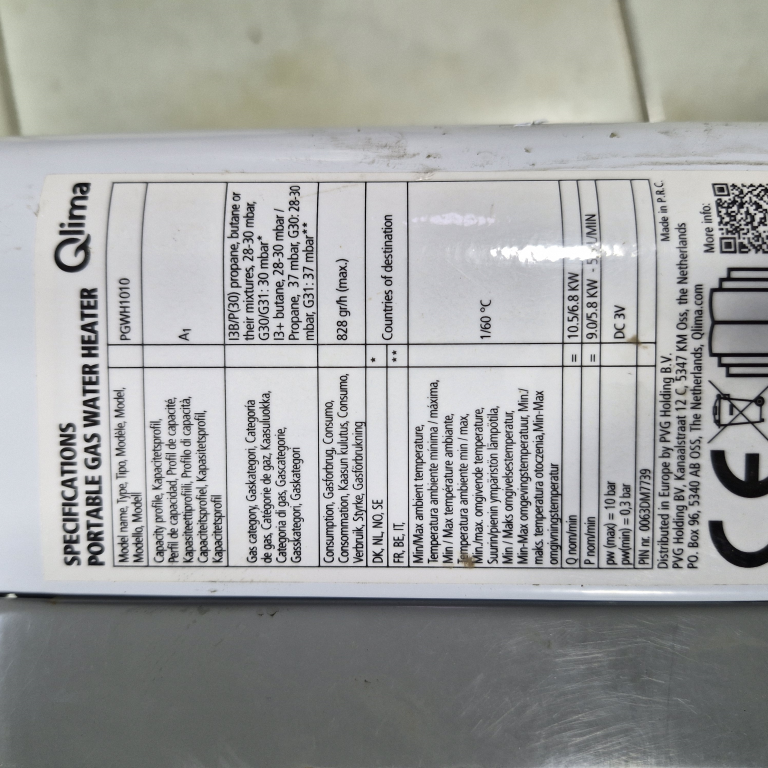 SPECIFICATIONS
PORTABLE GAS WATER HEATER
Qlima
Model name, Type, Tipo, Modèle, Model,
Modello, Model
PGWH1010
Capacity profile, Kapacitetsprofil,
Perfil de capacidad, Profil de capacité,
Kapasiteettiprofiili, Profilo di capacità,
Capaciteitsprofiel, Kapasitetsprofil,
Kapacitetsprofil
A1
Gas category, Gaskategori, Categoria
de gas, Catégorie de gaz, Kaasuluokka,
Categoria di gas, Gascategorie,
Gasskategori, Gaskategori
I3B/P(30) propane, butane or
their mixtures, 28-30 mbar,
G30/G31: 30 mbar*
I3+ butane, 28-30 mbar /
Propane, 37 mbar, G30: 28-30
mbar, G31: 37 mbar**
Consumption, Gasforbrug, Consumo,
Consommation, Kaasun kulutus, Consumo,
Verbruik, Styrke, Gasförbrukning
828 gr/h (max.)
DK, NL, NO, SE
*
FR, BE, IT,
**
Countries of destination
Min/Max ambient temperature,
Temperatura ambiente mínima / máxima,
Min / Max température ambiante,
Temperatura ambiente min / max,
Min./max. omgivende temperature,
Suurin/pienin ympäristön lämpötila,
Min / Maks omgivelsestemperatur,
Min-Max omgevingstemperatuur, Min./
maks. temperatura otoczenia, Min-Max
omgivningstemperatur
1/60 °C
Q nom/min
= 10.5/6.8 KW
P nom/min
= 9.0/5.8 KW - 5. /MIN
pw (max) = 10 bar
pw(min) = 0,3 bar
DC 3V
PIN nr. 0063DM7739
Made in P.R.C.
Distributed in Europe by PVG Holding B.V.
PVG Holding BV, Kanaalstraat 12 C, 5347 KM Oss, the Netherlands
PO. Box 96, 5340 AB OSS, The Netherlands, Qlima.com
More info:
CE